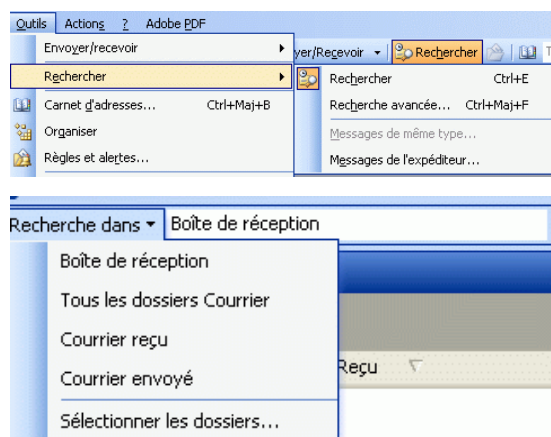 Outils Actions ? Adobe PDF
Envoyer/recevoir yer/Recevoir Rechercher
Rechercher Rechercher Ctrl+E
Carnet d'adresses... Ctrl+Maj+B Recherche avancée... Ctrl+Maj+F
Organiser Messages de même type...
Règles et alertes... Messages de l'expéditeur...
Recherche dans Boîte de réception
Boîte de réception
Tous les dossiers Courrier
Courrier reçu
Reçu
Courrier envoyé
Sélectionner les dossiers...